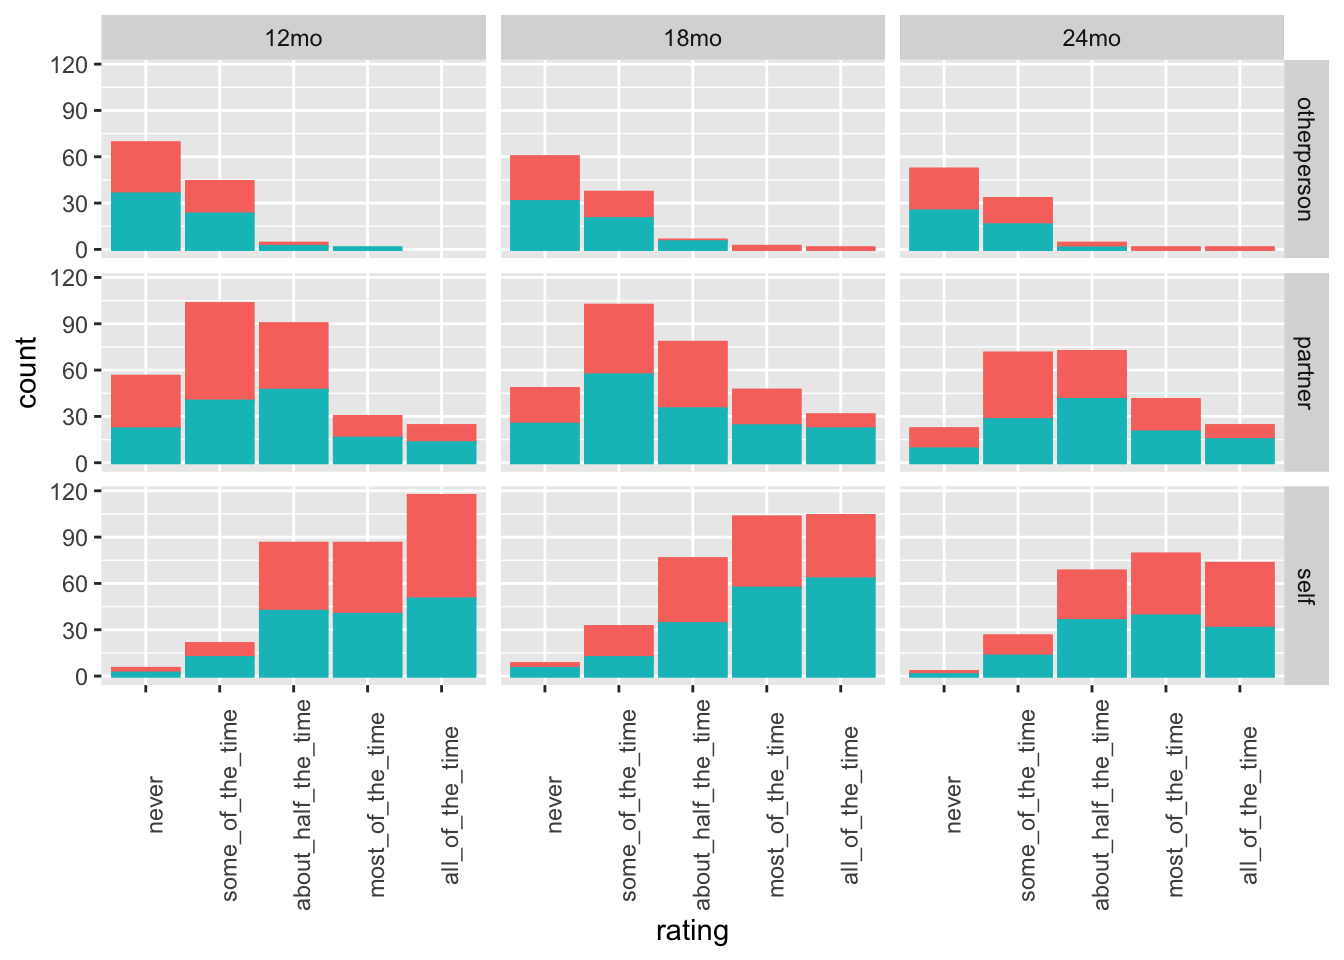 12mo
18mo
24mo
120
90
60
30
0
otherperson
120
90
60
30
0
partner
120
90
60
30
0
self
count
never
some_of_the_time
about_half_the_time
most_of_the_time
all_of_the_time
never
some_of_the_time
about_half_the_time
most_of_the_time
all_of_the_time
never
some_of_the_time
about_half_the_time
most_of_the_time
all_of_the_time
rating